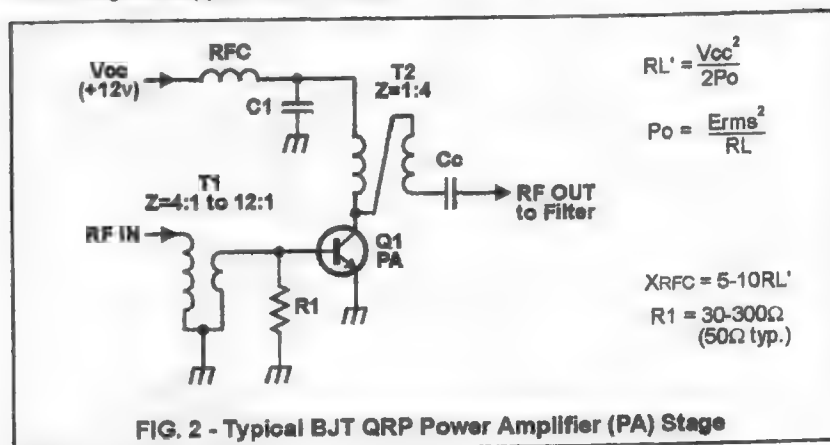 RFC
Vcc
(+12v)
C1
T2
Z=1:4
Cc
RF OUT
to Filter
T1
Z=4:1 to 12:1
RF IN
Q1
PA
R1
RL' = Vcc²
2Po
Po = Erms²
RL
XRFC = 5-10RL'
R1 = 30-300Ω
(50Ω typ.)
FIG. 2 - Typical BJT QRP Power Amplifier (PA) Stage